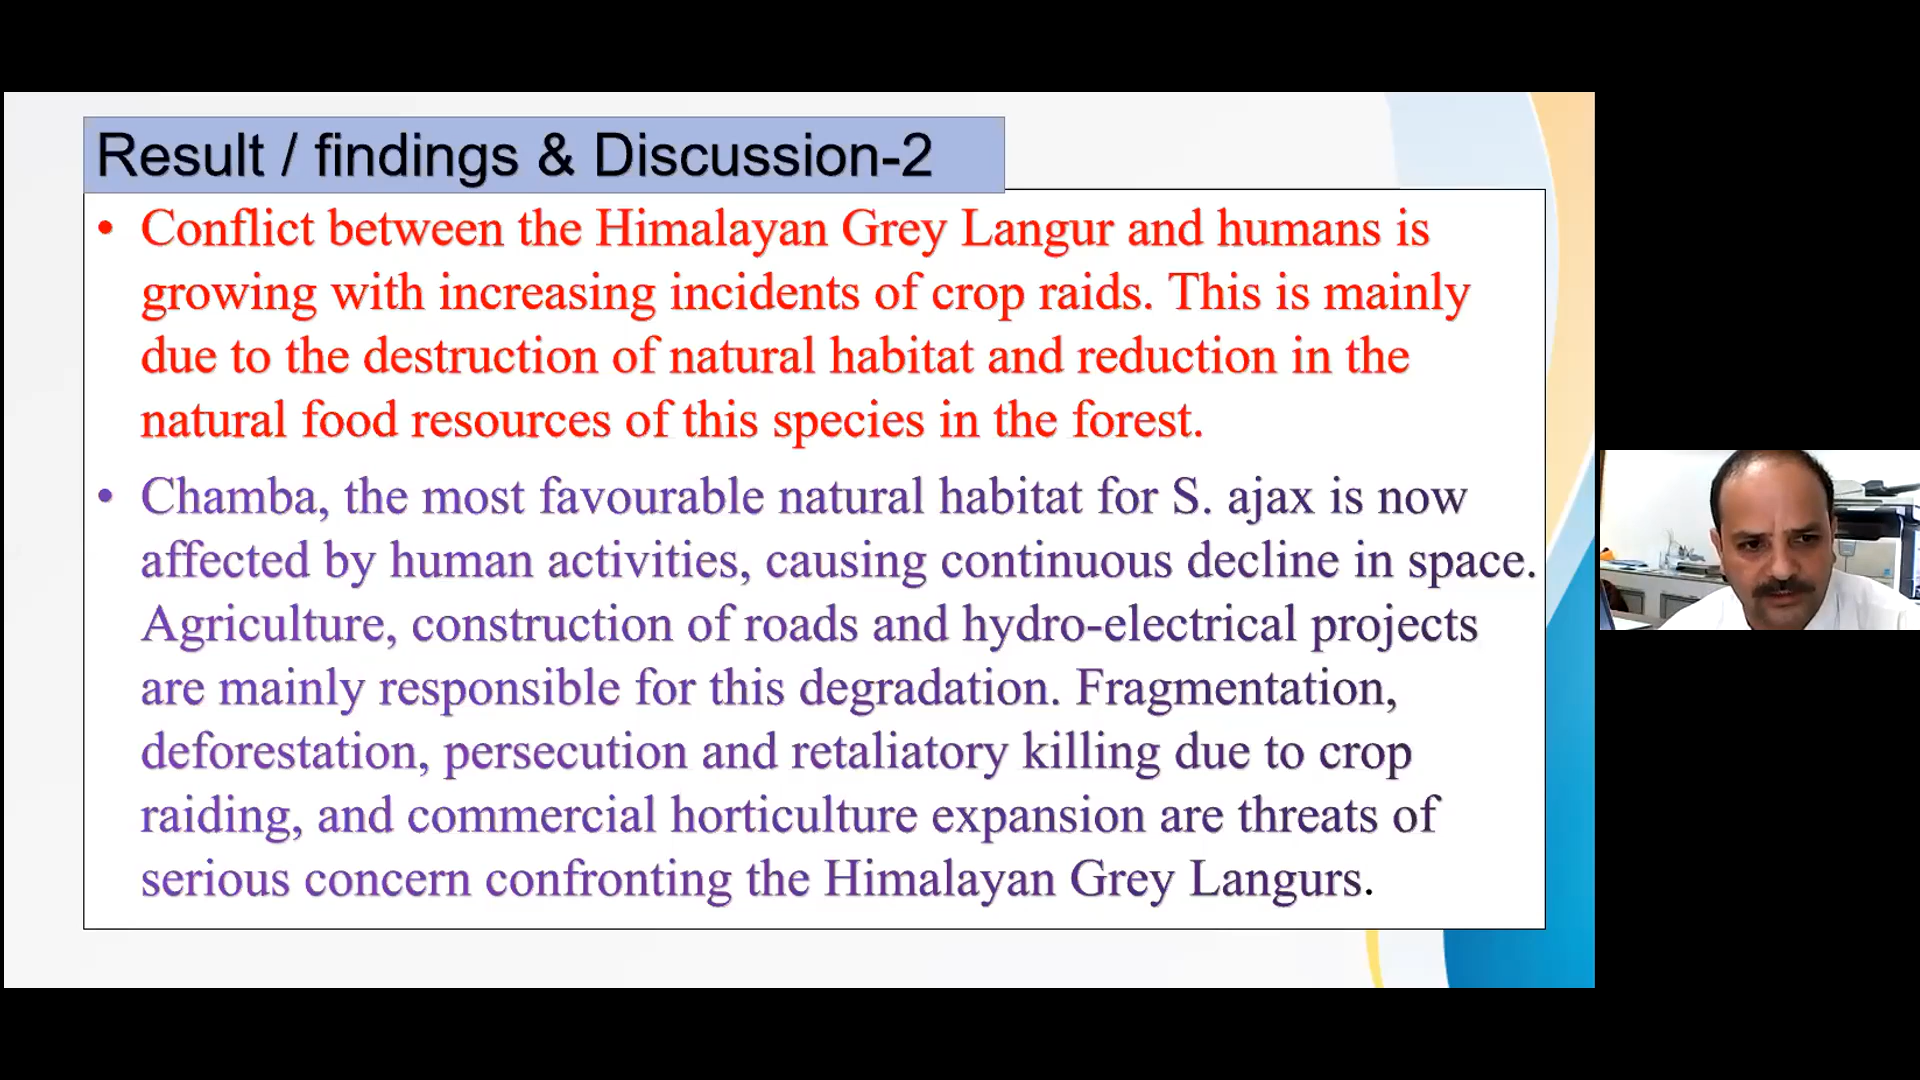 Result / findings & Discussion-2
• Conflict between the Himalayan Grey Langur and humans is
growing with increasing incidents of crop raids. This is mainly
due to the destruction of natural habitat and reduction in the
natural food resources of this species in the forest.
• Chamba, the most favourable natural habitat for S. ajax is now
affected by human activities, causing continuous decline in space.
Agriculture, construction of roads and hydro-electrical projects
are mainly responsible for this degradation. Fragmentation,
deforestation, persecution and retaliatory killing due to crop
raiding, and commercial horticulture expansion are threats of
serious concern confronting the Himalayan Grey Langurs.